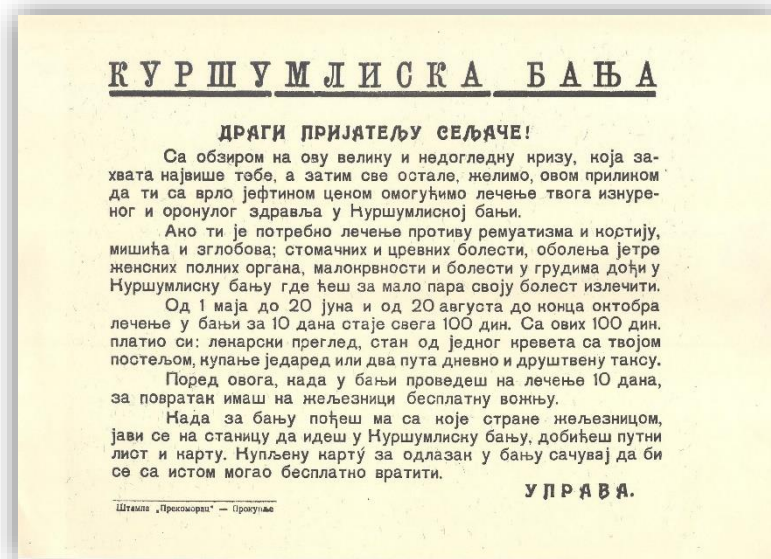 КУРШУМЛИСКА БАЊА
ДРАГИ ПРИЈАТЕЉУ СЕЉАЧЕ!
Са обзиром на ову велику и недогледну кризу, која за-
хвата највише тебе, а затим све остале, желимо, овом приликом
да ти са врло јефтином ценом омогућимо лечење твога изнуре-
ног и оронулог здравља у Куршумлиској бањи.
Ако ти је потребно лечење противу ремуатизма и костију,
мишића и зглобова; стомачних и цревних болести, оболења јетре
женских полних органа, малокрвности и болести у грудима дођи у
Куршумлиску бању где ћеш за мало пара своју болест излечити.
Од 1 маја до 20 јуна и од 20 августа до конца октобра
лечење у бањи за 10 дана стаје свега 100 дин. Са ових 100 дин.
платио си: лекарски преглед, стан од једног кревета са твојом
постељом, купање једаред или два пута дневно и друштвену таксу.
Поред овога, када у бањи проведеш на лечење 10 дана,
за повратак имаш на жељезници бесплатну вожњу.
Када за бању пођеш ма са које стране жељезницом,
јави се на станицу да идеш у Куршумлиску бању, добићеш путни
лист и карту. Купљену карту за одлазак у бању сачувај да би
се са истом могао бесплатно вратити.
УПРАВА.
Штампа „Прекоморац“ — Прокупље